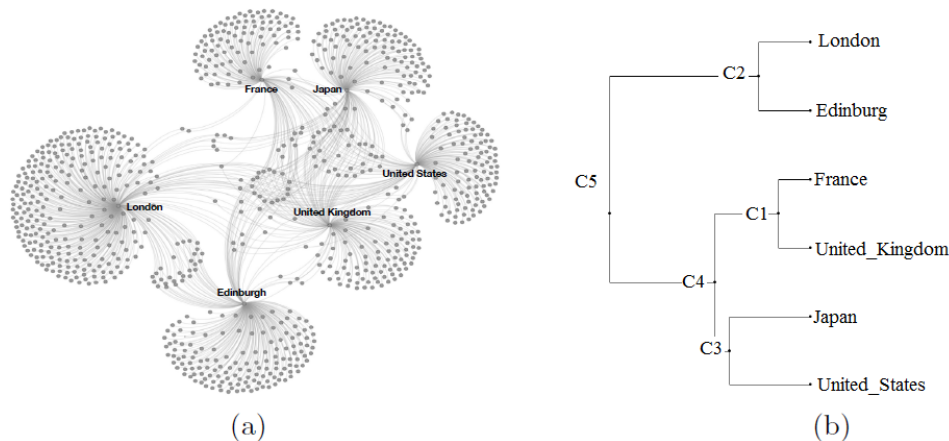 France
Japan
United States
London
United Kingdom
Edinburgh
(a)
London
C2
Edinburg
C5
France
C1
United_Kingdom
C4
Japan
C3
United_States
(b)